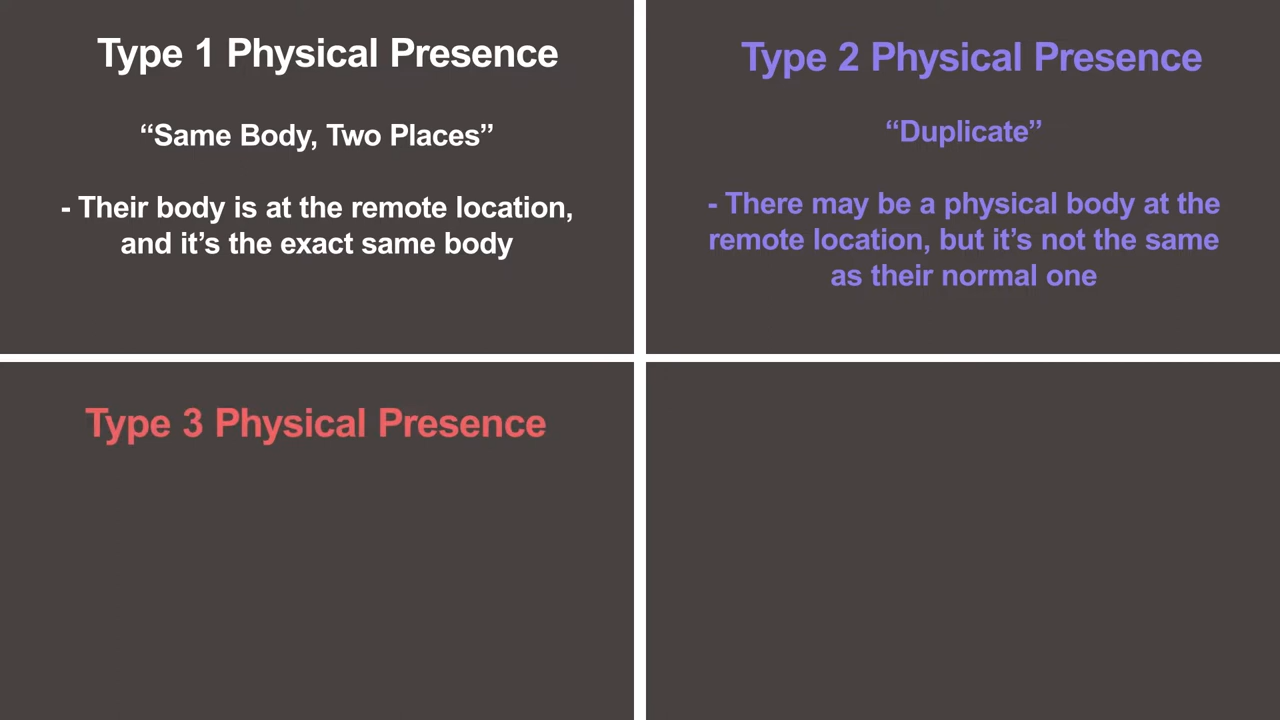 Type 1 Physical Presence
“Same Body, Two Places”
- Their body is at the remote location,
and it’s the exact same body
Type 2 Physical Presence
“Duplicate”
- There may be a physical body at the
remote location, but it’s not the same
as their normal one
Type 3 Physical Presence